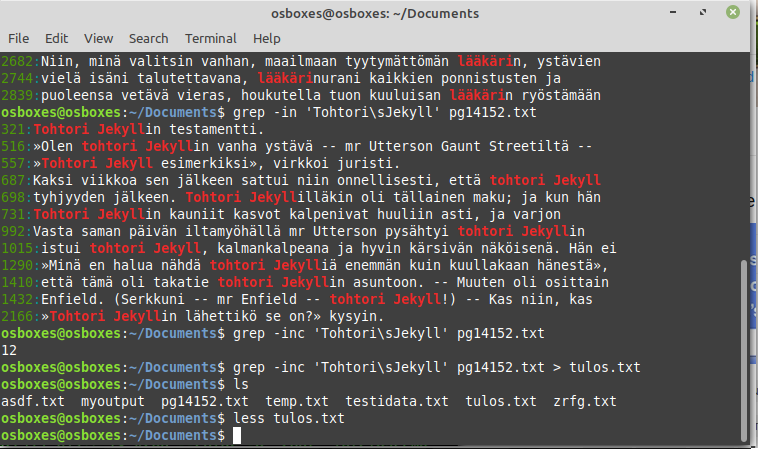 osboxes@osboxes: ~/Documents
File Edit View Search Terminal Help
2682:Niin, minä valitsin vanhan, maailmaan tyytymättömän lääkärin, ystävien
2744:vielä isäni talutettavana, lääkärinurani kaikkien ponnistusten ja
2839:puoleensa vetävä vieras, houkutella tuon kuuluisan lääkärin ryöstämään
osboxes@osboxes:~/Documents$ grep -in 'Tohtori\sJekyll' pg14152.txt
321:Tohtori Jekyllin testamentti.
516:»Olen tohtori Jekyllin vanha ystävä -- mr Utterson Gaunt Streetiltä --
557:»Tohtori Jekyll esimerkiksi», virkkoi juristi.
687:Kaksi viikkoa sen jälkeen sattui niin onnellisesti, että tohtori Jekyll
698:tyhjyyden jälkeen. Tohtori Jekyllilläkin oli tällainen maku; ja kun hän
731:Tohtori Jekyllin kauniit kasvot kalpenivat huuliin asti, ja varjon
992:Vasta saman päivän iltamyöhällä mr Utterson pysähtyi tohtori Jekyllin
1015:istui tohtori Jekyll, kalmankalpeana ja hyvin kärsivän näköisenä. Hän ei
1290:»Minä en halua nähdä tohtori Jekylliä enemmän kuin kuullakaan hänestä»,
1410:että tämä oli takatie tohtori Jekyllin asuntoon. -- Muuten oli osittain
1432:Enfield. (Serkkuni -- mr Enfield -- tohtori Jekyll!) -- Kas niin, kas
2166:»Tohtori Jekyllin lähettikö se on?» kysyin.
osboxes@osboxes:~/Documents$ grep -inc 'Tohtori\sJekyll' pg14152.txt
12
osboxes@osboxes:~/Documents$ grep -inc 'Tohtori\sJekyll' pg14152.txt > tulos.txt
osboxes@osboxes:~/Documents$ ls
asdf.txt myoutput pg14152.txt temp.txt testidata.txt tulos.txt zrfg.txt
osboxes@osboxes:~/Documents$ less tulos.txt
osboxes@osboxes:~/Documents$